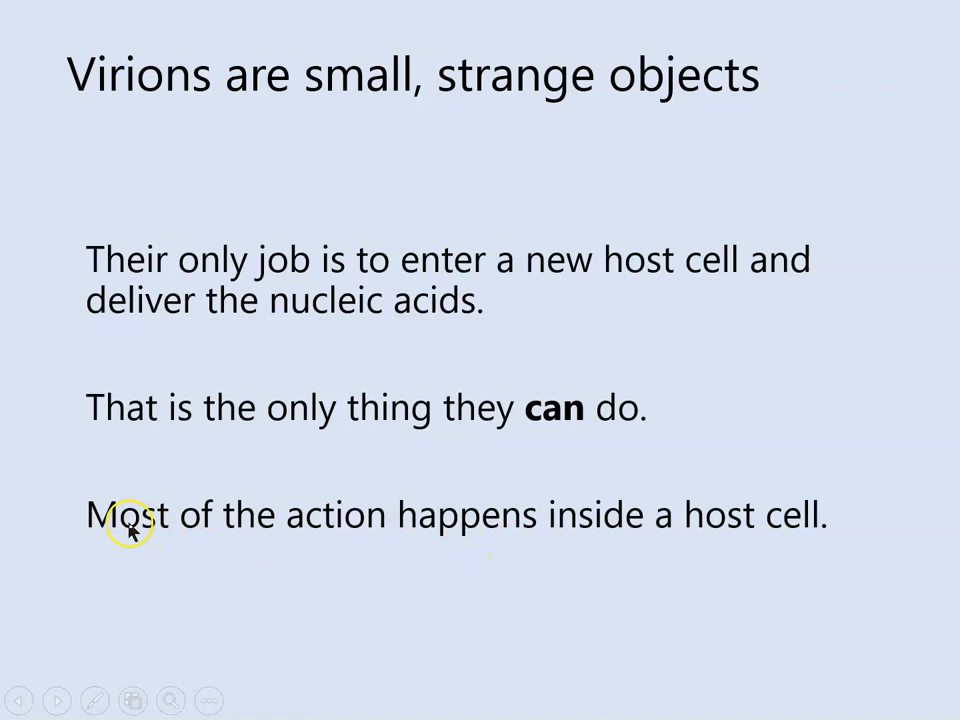 Virions are small, strange objects
Their only job is to enter a new host cell and
deliver the nucleic acids.
That is the only thing they can do.
Most of the action happens inside a host cell.